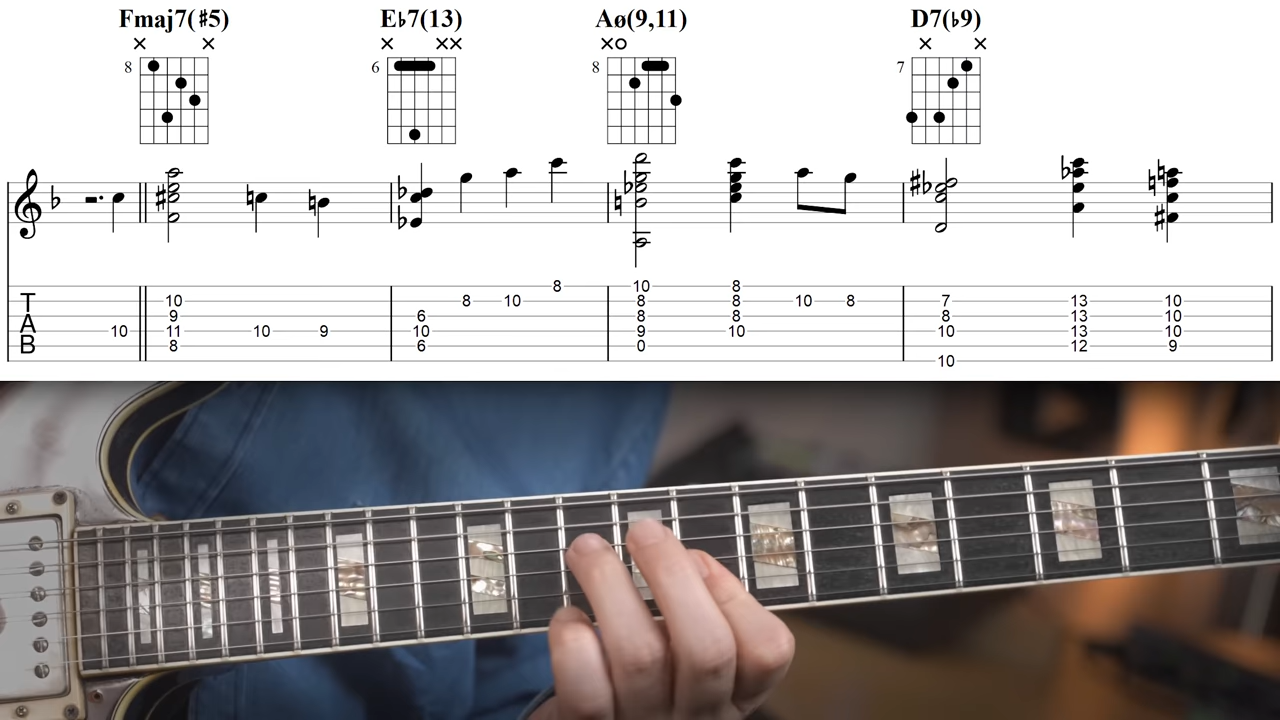 Fmaj7(♯5) E♭7(13) Aø(9,11) D7(♭9)
× × × ×× ×o × ×
8 6 8 7
8 10 8 8
10 8 10 8 8 8 10 8 7 13 10
T 9 6 8 8 8 13 10
A 10 11 10 9 10 9 10 10 13 10
B 8 6 0 12 9
10